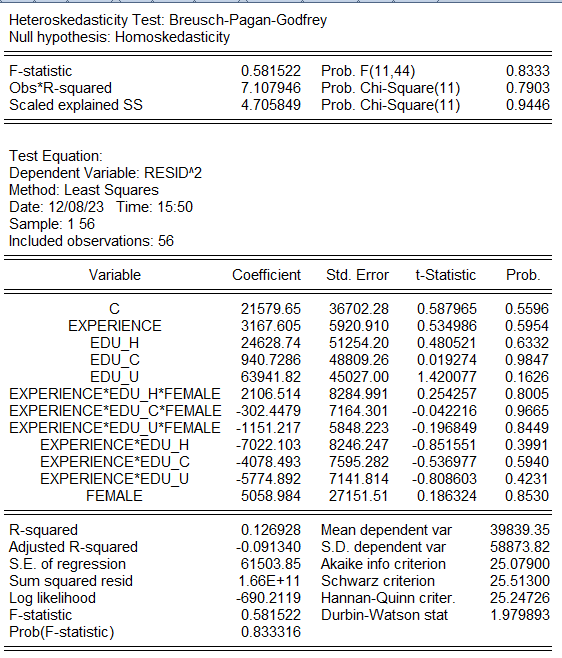 Heteroskedasticity Test: Breusch-Pagan-Godfrey
Null hypothesis: Homoskedasticity
F-statistic 0.581522 Prob. F(11,44) 0.8333
Obs*R-squared 7.107946 Prob. Chi-Square(11) 0.7903
Scaled explained SS 4.705849 Prob. Chi-Square(11) 0.9446
Test Equation:
Dependent Variable: RESID^2
Method: Least Squares
Date: 12/08/23 Time: 15:50
Sample: 1 56
Included observations: 56
Variable Coefficient Std. Error t-Statistic Prob.
C 21579.65 36702.28 0.587965 0.5596
EXPERIENCE 3167.605 5920.910 0.534986 0.5954
EDU_H 24628.74 51254.20 0.480521 0.6332
EDU_C 940.7286 48809.26 0.019274 0.9847
EDU_U 63941.82 45027.00 1.420077 0.1626
EXPERIENCE*EDU_H*FEMALE 2106.514 8284.991 0.254257 0.8005
EXPERIENCE*EDU_C*FEMALE -302.4479 7164.301 -0.042216 0.9665
EXPERIENCE*EDU_U*FEMALE -1151.217 5848.223 -0.196849 0.8449
EXPERIENCE*EDU_H -7022.103 8246.247 -0.851551 0.3991
EXPERIENCE*EDU_C -4078.493 7595.282 -0.536977 0.5940
EXPERIENCE*EDU_U -5774.892 7141.814 -0.808603 0.4231
FEMALE 5058.984 27151.51 0.186324 0.8530
R-squared 0.126928 Mean dependent var 39839.35
Adjusted R-squared -0.091340 S.D. dependent var 58873.82
S.E. of regression 61503.85 Akaike info criterion 25.07900
Sum squared resid 1.66E+11 Schwarz criterion 25.51300
Log likelihood -690.2119 Hannan-Quinn criter. 25.24726
F-statistic 0.581522 Durbin-Watson stat 1.979893
Prob(F-statistic) 0.833316